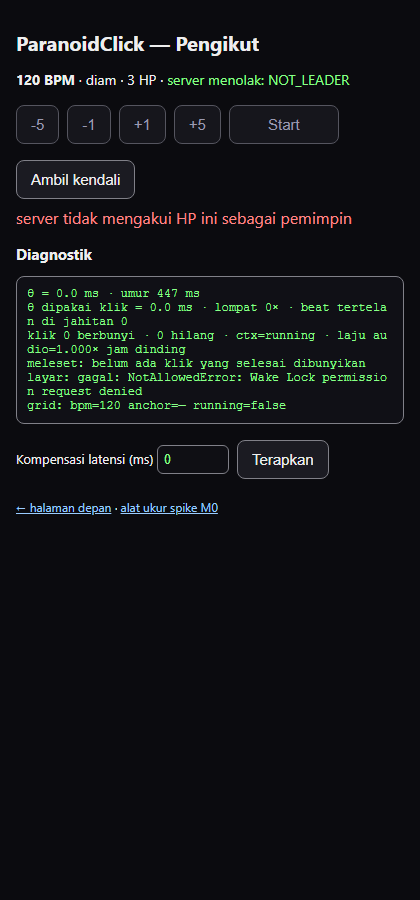 ParanoidClick — Pengikut
120 BPM · diam · 3 HP · server menolak: NOT_LEADER
-5 -1 +1 +5 Start
Ambil kendali
server tidak mengakui HP ini sebagai pemimpin
Diagnostik
θ = 0.0 ms · umur 447 ms
θ dipakai klik = 0.0 ms · lompat 0× · beat tertela
n di jahitan 0
klik 0 berbunyi · 0 hilang · ctx=running · laju au
dio=1.000× jam dinding
meleset: belum ada klik yang selesai dibunyikan
layar: gagal: NotAllowedError: Wake Lock permissio
n request denied
grid: bpm=120 anchor=— running=false
Kompensasi latensi (ms) 0 Terapkan
← halaman depan · alat ukur spike M0